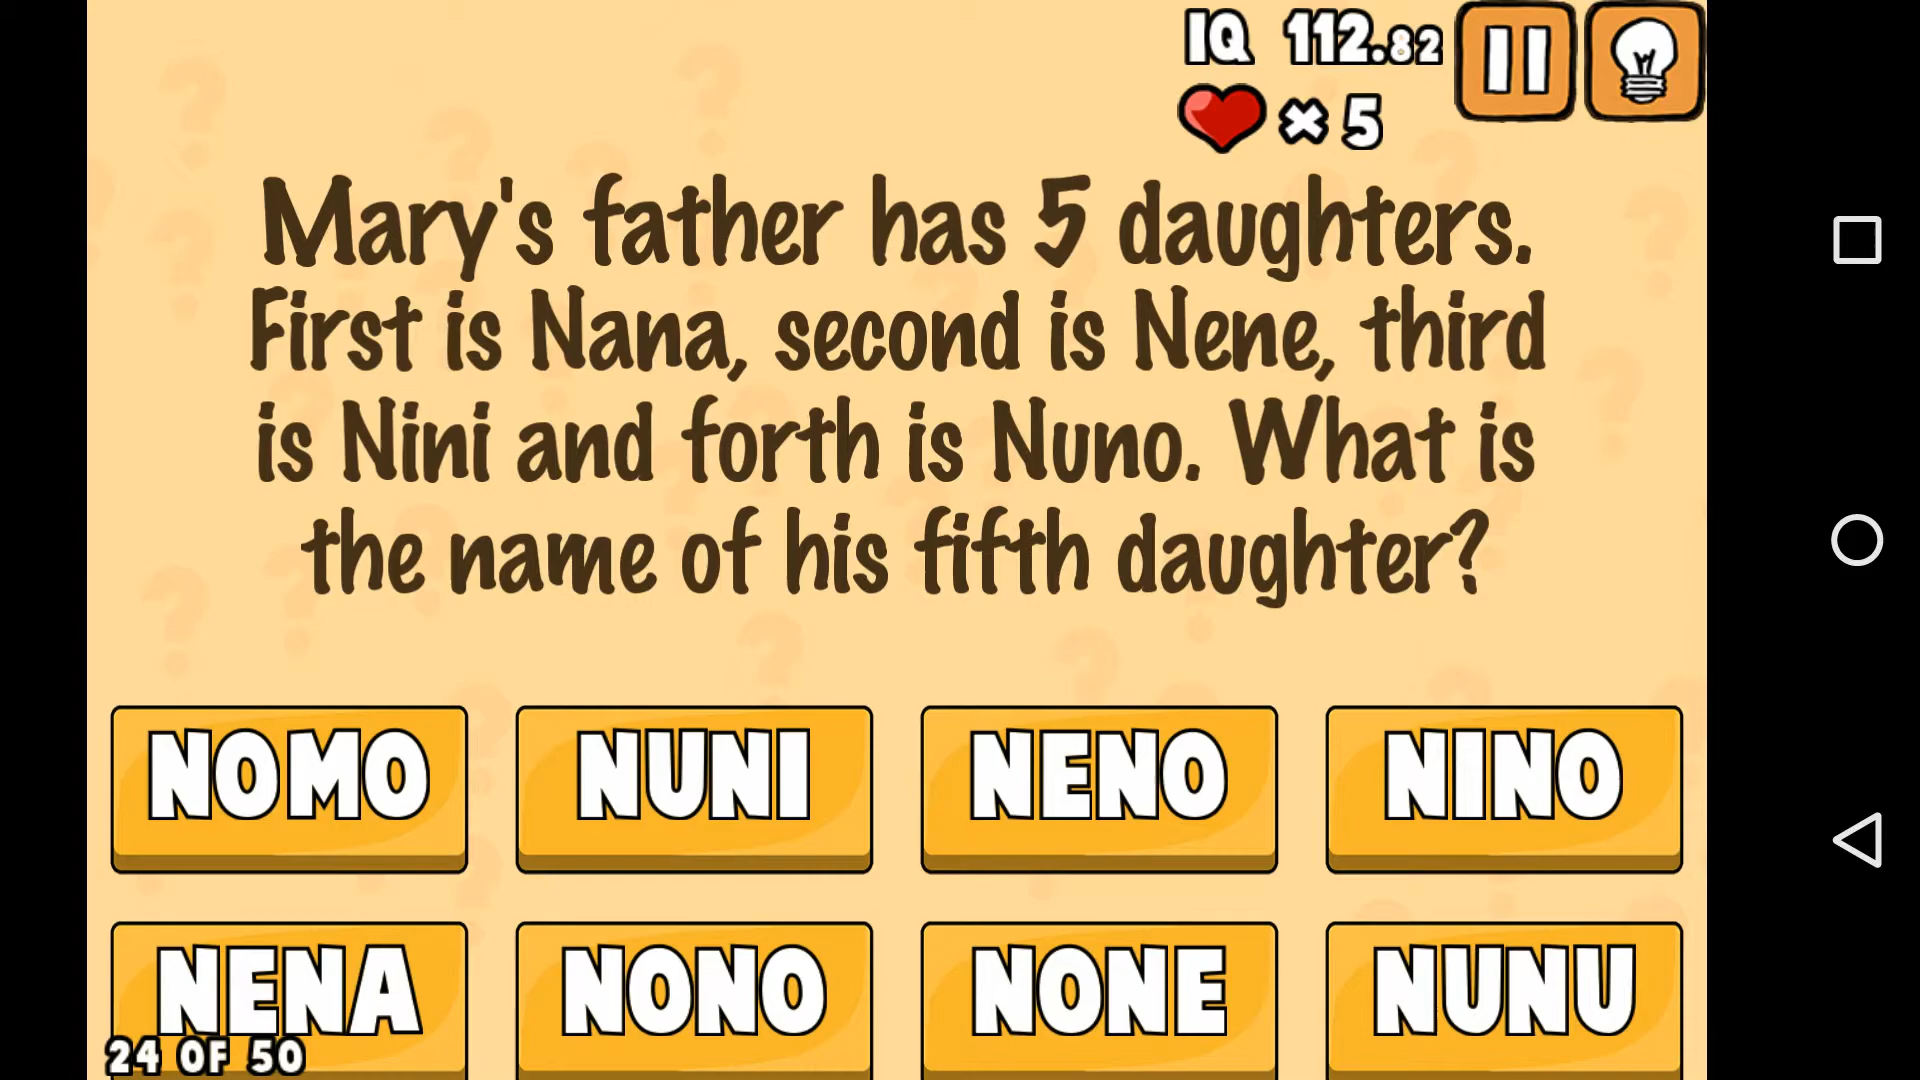 IQ 112.82
× 5
Mary's father has 5 daughters.
First is Nana, second is Nene, third
is Nini and forth is Nuno. What is
the name of his fifth daughter?
NOMO NUNI NENO NINO
NENA NONO NONE NUNU
24 OF 50